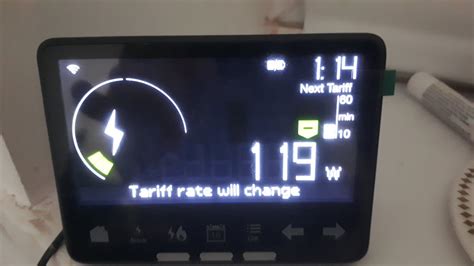 1:14
Next Tariff
60
min
10
119 W
Tariff rate will change